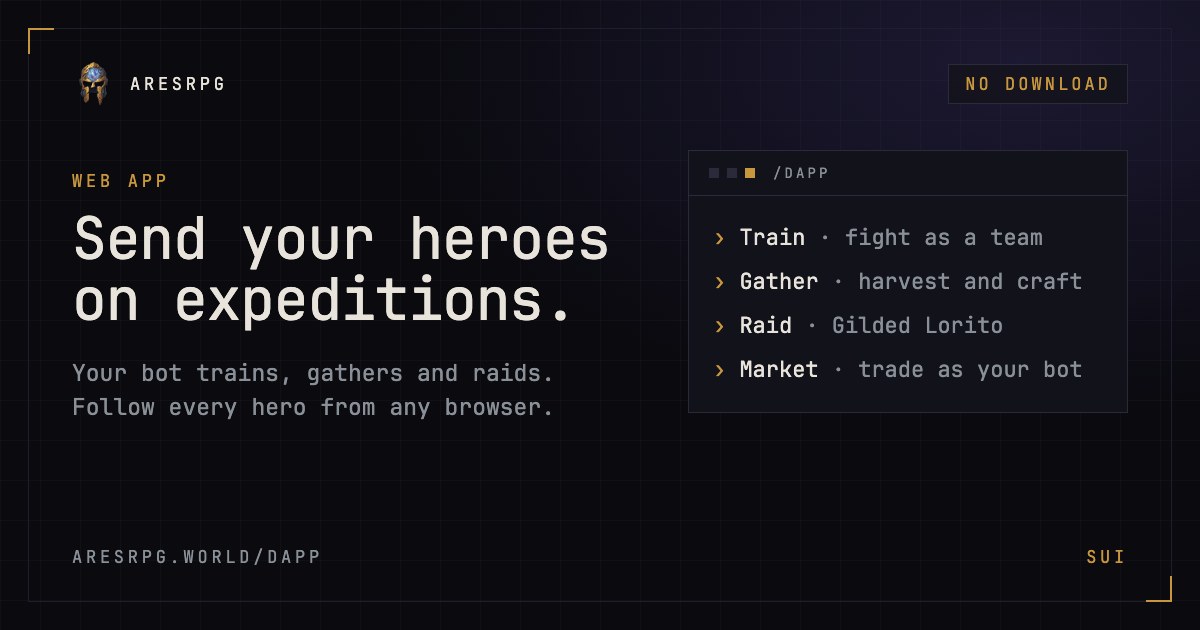 ARESRPG
NO DOWNLOAD
WEB APP
Send your heroes
on expeditions.
Your bot trains, gathers and raids.
Follow every hero from any browser.
/DAPP
› Train · fight as a team
› Gather · harvest and craft
› Raid · Gilded Lorito
› Market · trade as your bot
ARESRPG.WORLD/DAPP
SUI